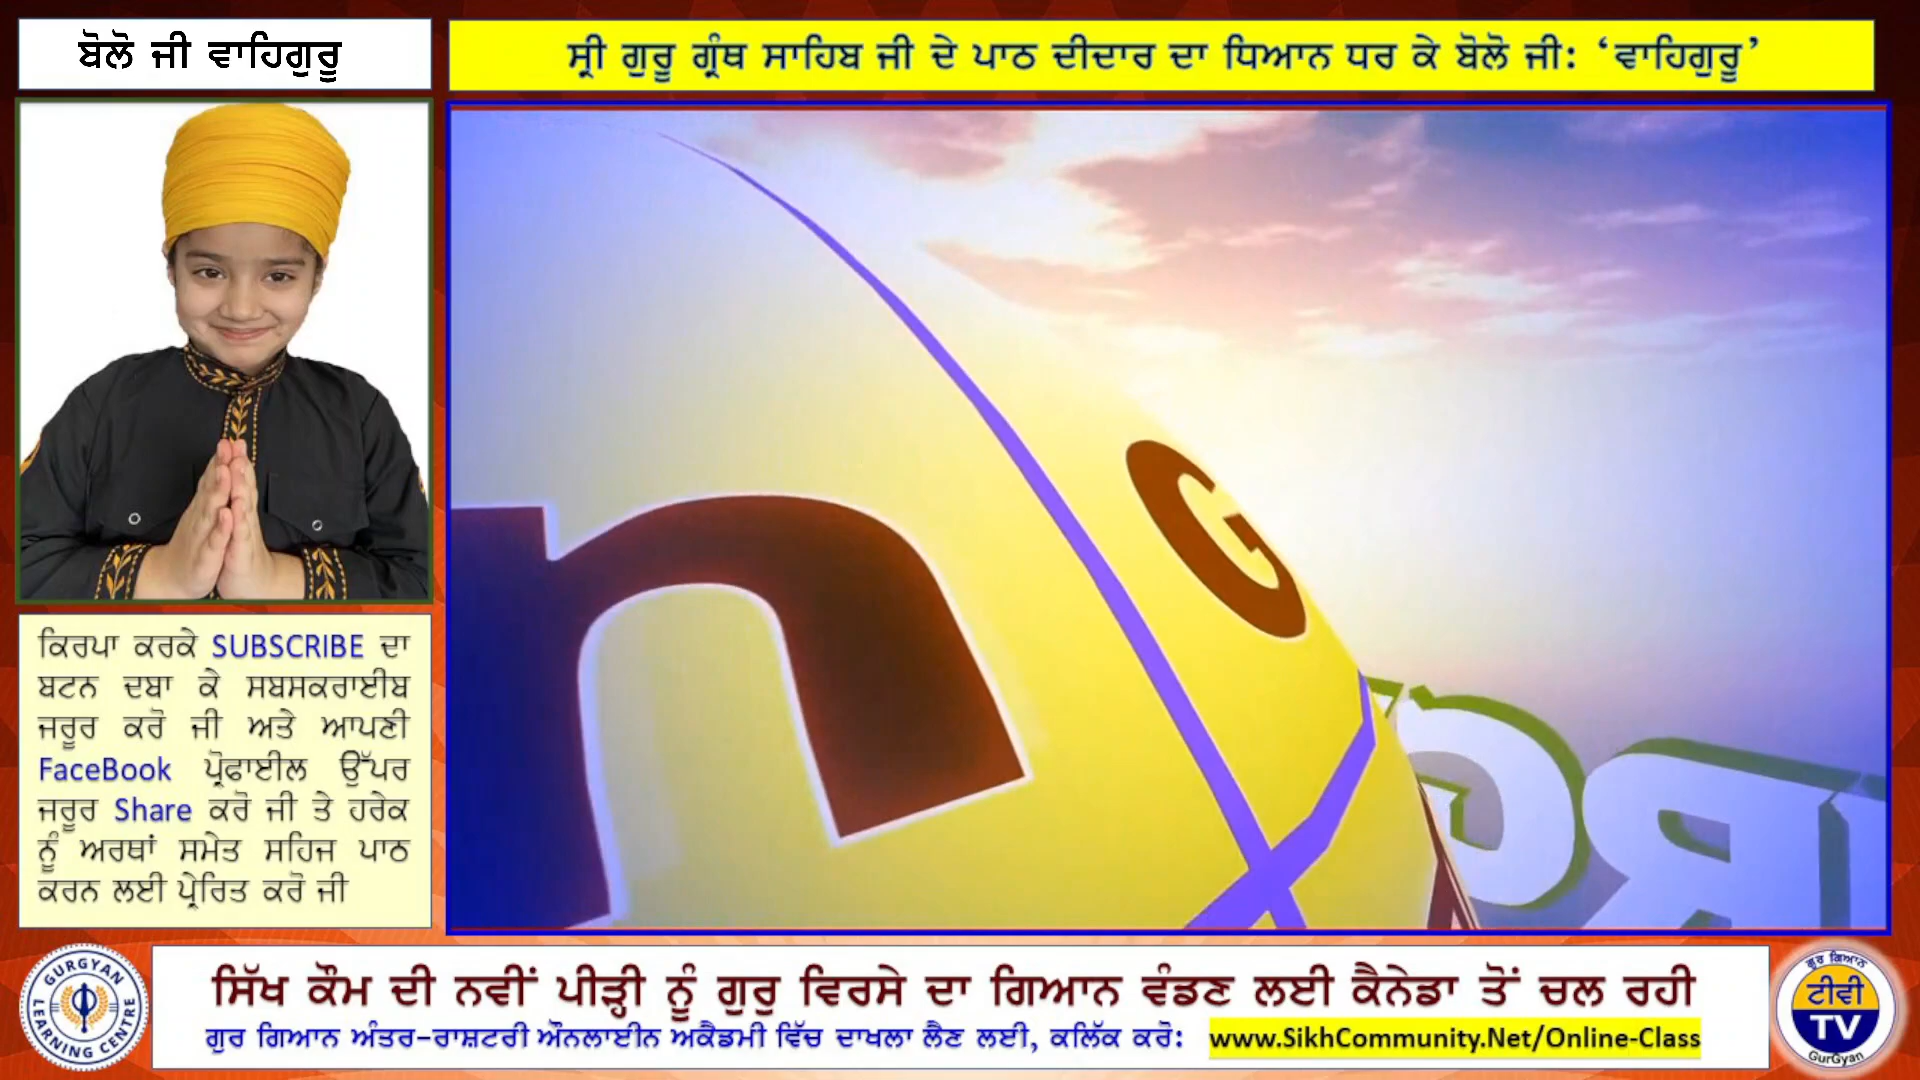 ਬੋਲੋ ਜੀ ਵਾਹਿਗੁਰੂ
ਸ੍ਰੀ ਗੁਰੂ ਗ੍ਰੰਥ ਸਾਹਿਬ ਜੀ ਦੇ ਪਾਠ ਦੀਦਾਰ ਦਾ ਧਿਆਨ ਧਰ ਕੇ ਬੋਲੋ ਜੀ: ‘ਵਾਹਿਗੁਰੂ’
n G
ਕਿਰਪਾ ਕਰਕੇ SUBSCRIBE ਦਾ
ਬਟਨ ਦਬਾ ਕੇ ਸਬਸਕਰਾਈਬ
ਜਰੂਰ ਕਰੋ ਜੀ ਅਤੇ ਆਪਣੀ
FaceBook ਪ੍ਰੋਫਾਈਲ ਉੱਪਰ
ਜਰੂਰ Share ਕਰੋ ਜੀ ਤੇ ਹਰੇਕ
ਨੂੰ ਅਰਥਾਂ ਸਮੇਤ ਸਹਿਜ ਪਾਠ
ਕਰਨ ਲਈ ਪ੍ਰੇਰਿਤ ਕਰੋ ਜੀ
GURGYAN
LEARNING CENTRE
ਸਿੱਖ ਕੌਮ ਦੀ ਨਵੀਂ ਪੀੜ੍ਹੀ ਨੂੰ ਗੁਰੁ ਵਿਰਸੇ ਦਾ ਗਿਆਨ ਵੰਡਣ ਲਈ ਕੈਨੇਡਾ ਤੋਂ ਚਲ ਰਹੀ
ਗੁਰ ਗਿਆਨ ਅੰਤਰ-ਰਾਸ਼ਟਰੀ ਔਨਲਾਈਨ ਅਕੈਡਮੀ ਵਿੱਚ ਦਾਖਲਾ ਲੈਣ ਲਈ, ਕਲਿੱਕ ਕਰੋ: www.SikhCommunity.Net/Online-Class
ਗੁਰ ਗਿਆਨ
ਟੀਵੀ
TV
GurGyan